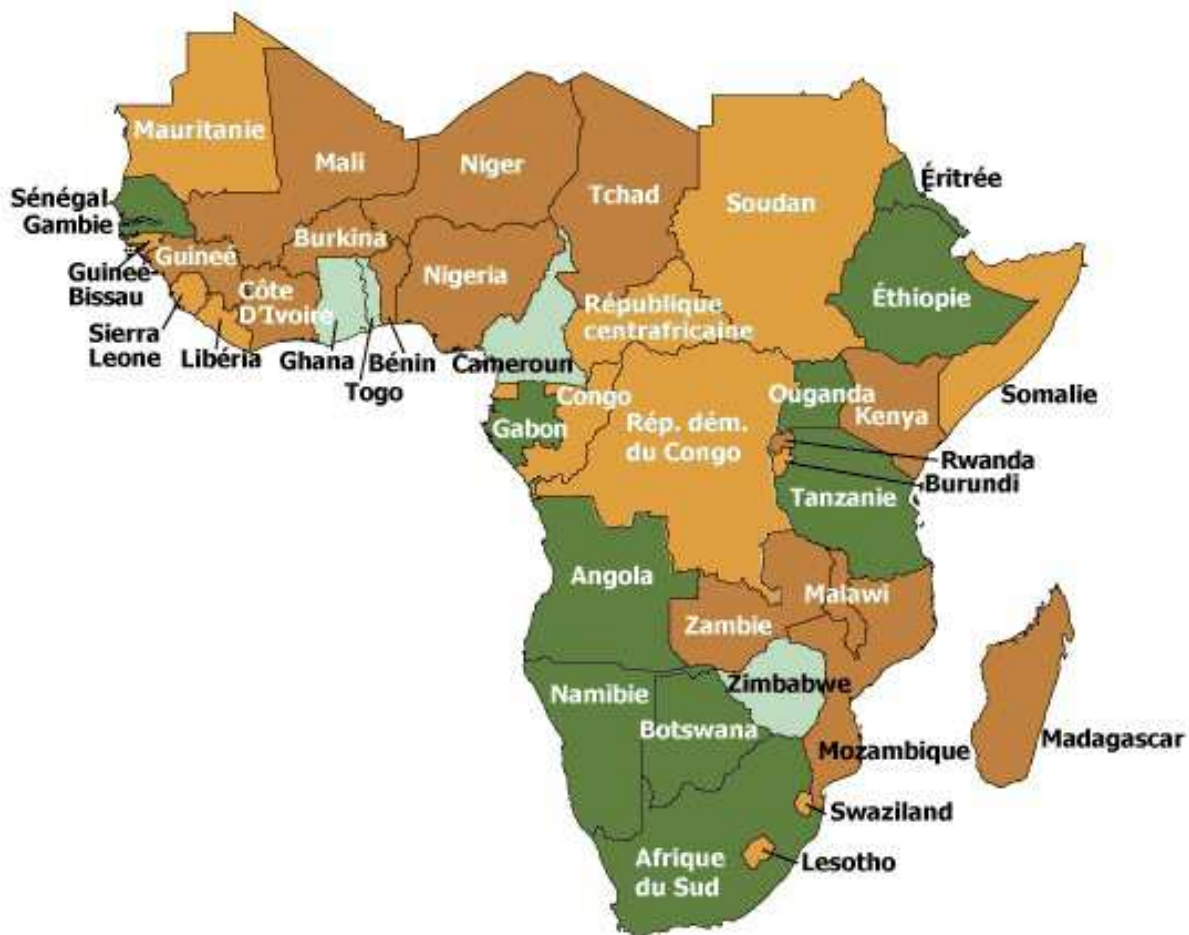 Mauritanie
Mali
Niger
Tchad
Soudan
Éritrée
Sénégal
Gambie
Burkina
Nigeria
Guineé
Guineé-
Bissau
Côte
D'Ivoire
Éthiopie
République
centrafricaine
Sierra
Leone
Libéria
Ghana
Togo
Bénin
Cameroun
Congo
Gabon
Rép. dém.
du Congo
Ouganda
Kenya
Somalie
Rwanda
Burundi
Tanzanie
Angola
Malawi
Zambie
Zimbabwe
Namibie
Botswana
Mozambique
Madagascar
Swaziland
Afrique
du Sud
Lesotho